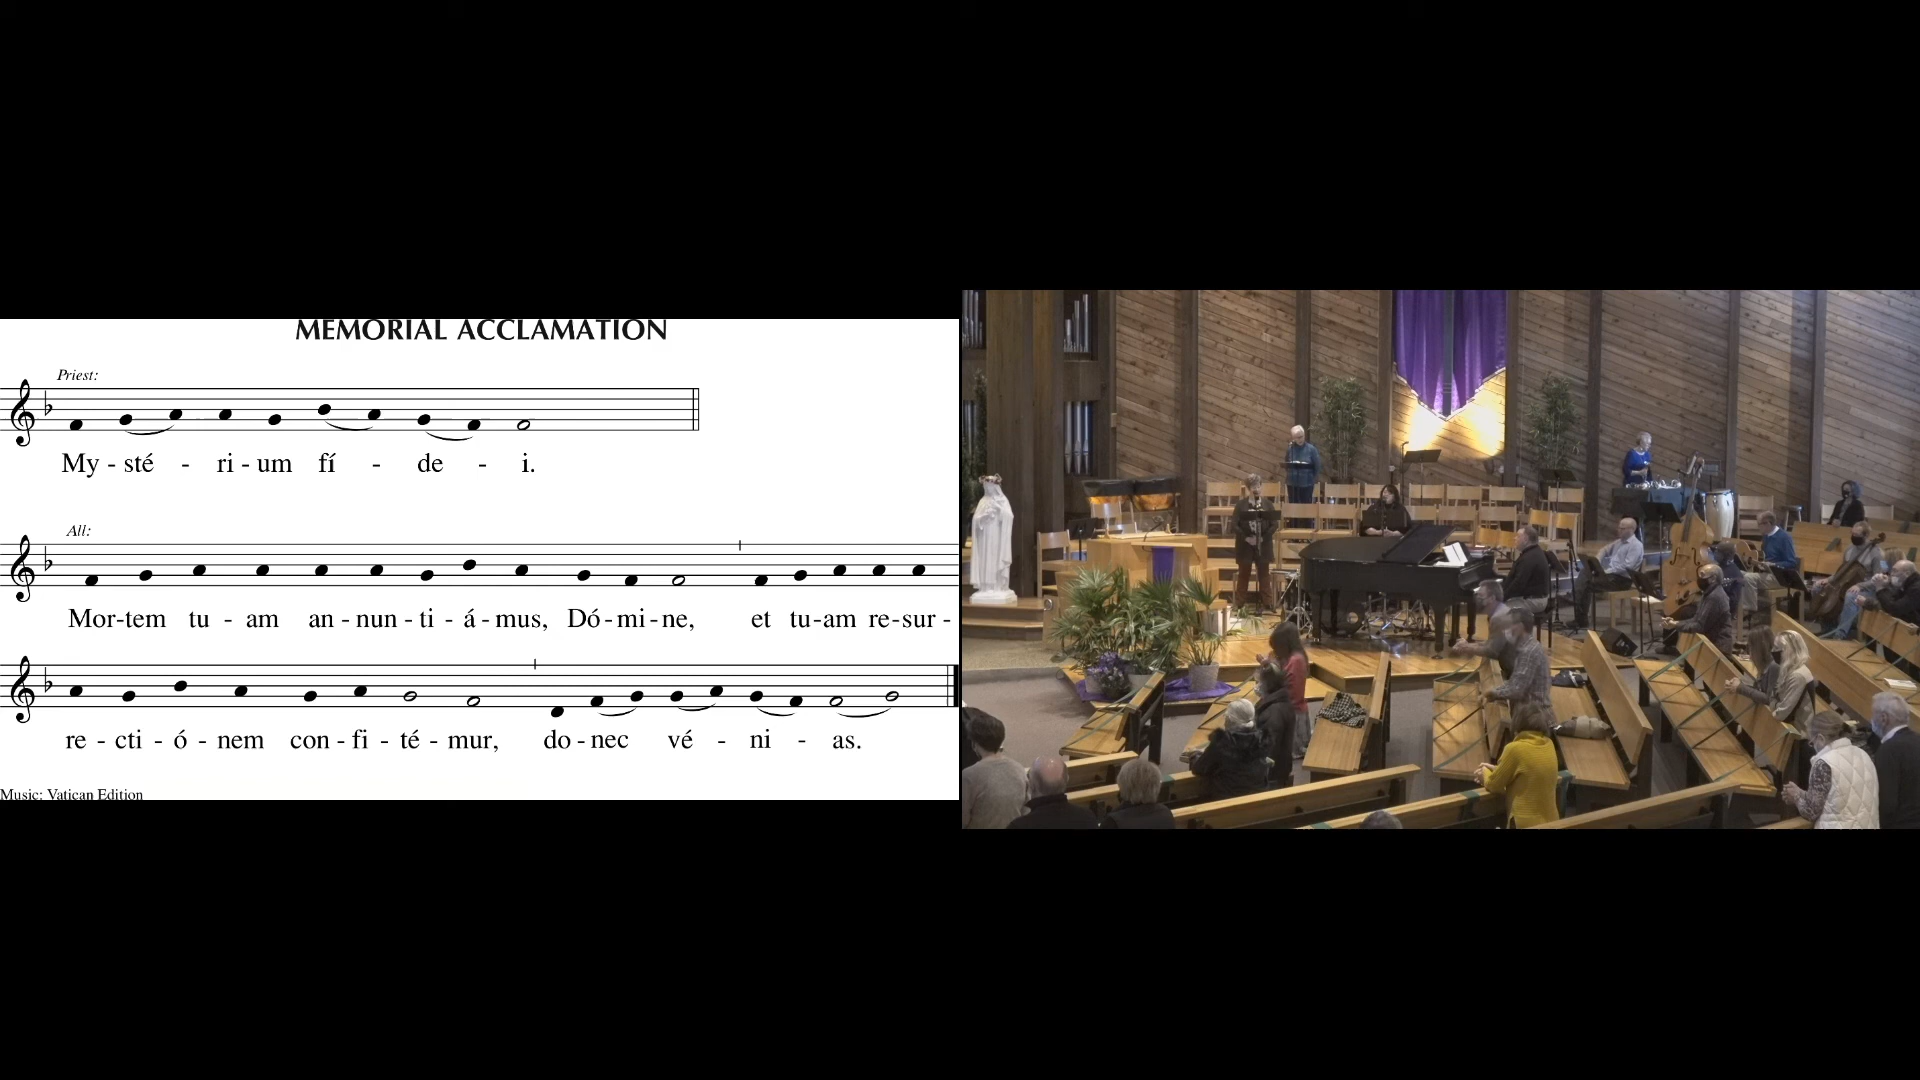 MEMORIAL ACCLAMATION
Priest:
My - sté - ri - um fí - de - i.
All:
Mor-tem tu - am an - nun - ti - á - mus, Dó - mi - ne, et tu-am re-sur -
re - cti - ó - nem con - fi - té - mur, do - nec vé - ni - as.
Music: Vatican Edition